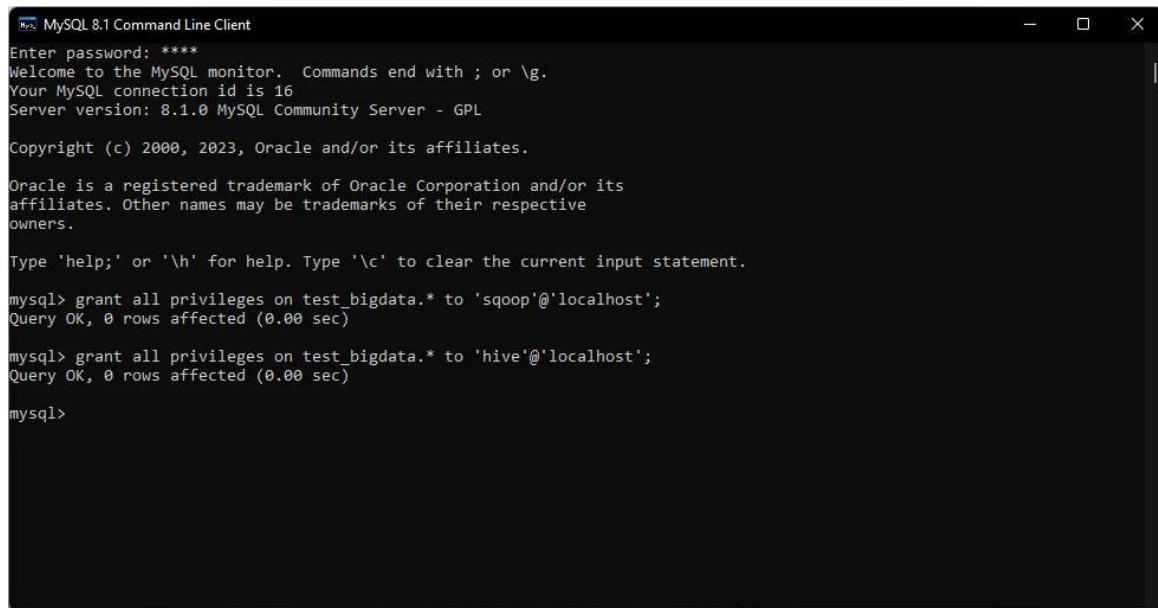 MySQL 8.1 Command Line Client
Enter password: ****
Welcome to the MySQL monitor.  Commands end with ; or \g.
Your MySQL connection id is 16
Server version: 8.1.0 MySQL Community Server - GPL
Copyright (c) 2000, 2023, Oracle and/or its affiliates.
Oracle is a registered trademark of Oracle Corporation and/or its
affiliates. Other names may be trademarks of their respective
owners.
Type 'help;' or '\h' for help. Type '\c' to clear the current input statement.
mysql> grant all privileges on test_bigdata.* to 'sqoop'@'localhost';
Query OK, 0 rows affected (0.00 sec)
mysql> grant all privileges on test_bigdata.* to 'hive'@'localhost';
Query OK, 0 rows affected (0.00 sec)
mysql>